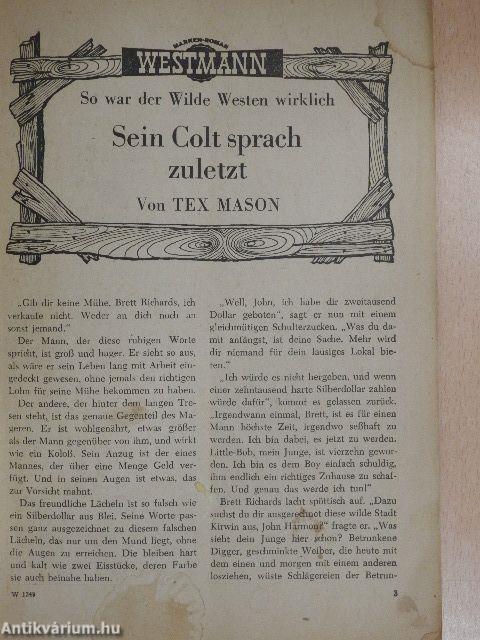 MARKEN-ROMAN
WESTMANN
So war der Wilde Westen wirklich
Sein Colt sprach
zuletzt
Von TEX MASON
„Gib dir keine Mühe. Brett Richards, ich
verkaufe nicht. Weder an dich noch an
sonst jemand.“
Der Mann, der diese ruhigen Worte
spricht, ist groß und hager. Er sieht so aus,
als wäre er sein Leben lang mit Arbeit ein-
gedeckt gewesen, ohne jemals den richtigen
Lohn für seine Mühe bekommen zu haben.
Der andere, der hinter dem langen Tre-
sen steht, ist das genaue Gegenteil des Ma-
geren. Er ist wohlgenährt, etwas größer
als der Mann gegenüber von ihm, und wirkt
wie ein Koloß. Sein Anzug ist der eines
Mannes, der über eine Menge Geld ver-
fügt. Und in seinen Augen ist etwas, das
zur Vorsicht mahnt.
Das freundliche Lächeln ist so falsch wie
ein Silberdollar aus Blei. Seine Worte pas-
sen ganz ausgezeichnet zu diesem falschen
Lächeln, das nur um den Mund liegt, ohne
die Augen zu erreichen. Die bleiben hart
und kalt wie zwei Eisstücke, deren Farbe
sie auch beinahe haben.
„Well, John, ich habe dir zweitausend
Dollar geboten“, sagt er nun mit einem
gleichmütigen Schulterzucken. „Was du da-
mit anfängst, ist deine Sache. Mehr wird
dir niemand für dein lausiges Lokal bie-
ten.“
„Ich würde es nicht hergeben, und wenn
einer zehntausend harte Silberdollar zahlen
würde dafür“, kommt es gelassen zurück.
„Irgendwann einmal, Brett, ist es für einen
Mann höchste Zeit, irgendwo seßhaft zu
werden. Ich bin dabei, es jetzt zu werden.
Little-Bob, mein Junge, ist vierzehn gewor-
den. Ich bin es dem Boy einfach schuldig,
ihm endlich ein richtiges Zuhause zu schaf-
fen. Und genau das werde ich tun!“
Brett Richards lacht spöttisch auf. „Dazu
suchst du dir ausgerechnet diese wilde Stadt
Kirwin aus, John Harmon?“ fragte er. „Was
sieht dein Junge hier schon? Betrunkene
Digger, geschminkte Weiber, die heute mit
dem einen und morgen mit einem anderen
losziehen, wüste Schlägereien der Betrun-
W 1249
3
Antikvárium.hu